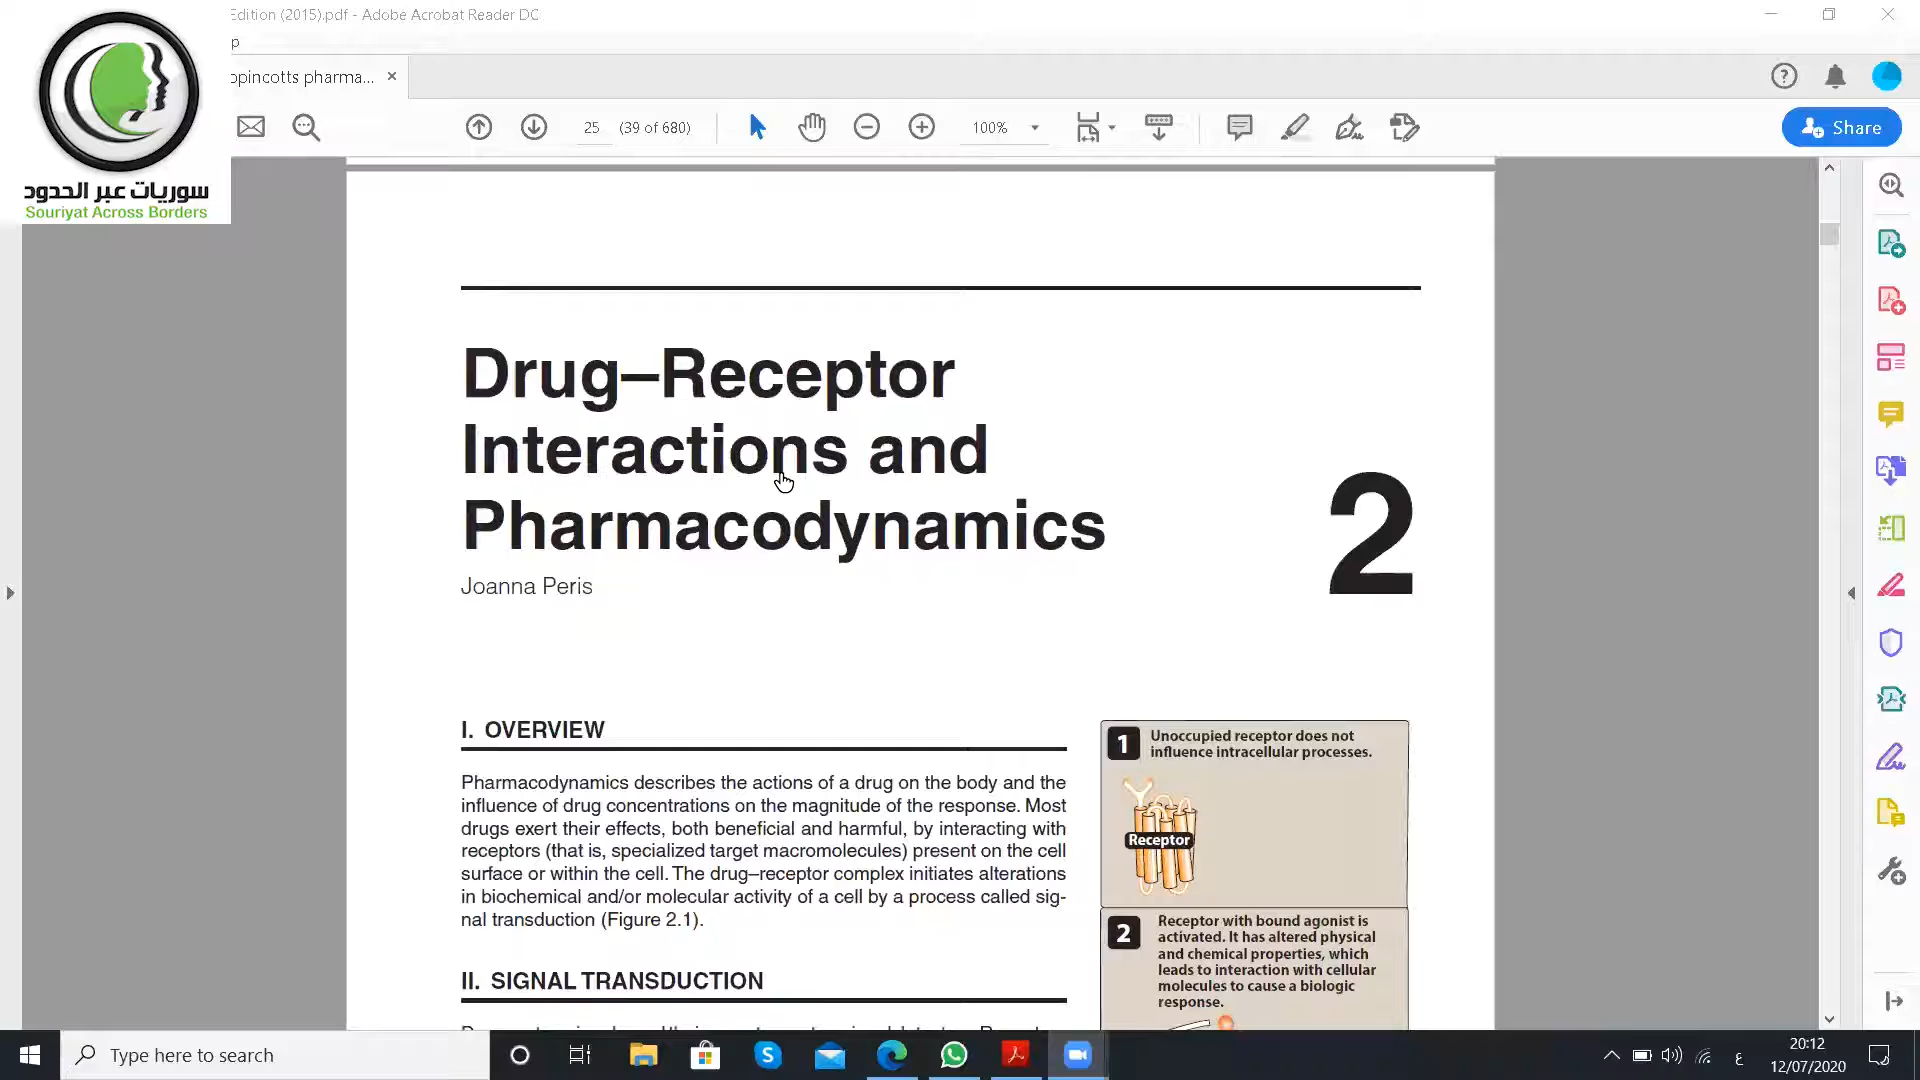 Edition (2015).pdf - Adobe Acrobat Reader DC
p
opincotts pharma...
25 (39 of 680)
100%
Share
سوريات عبر الحدود
Souriyat Across Borders
Drug–Receptor
Interactions and
Pharmacodynamics
2
Joanna Peris
I. OVERVIEW
Pharmacodynamics describes the actions of a drug on the body and the
influence of drug concentrations on the magnitude of the response. Most
drugs exert their effects, both beneficial and harmful, by interacting with
receptors (that is, specialized target macromolecules) present on the cell
surface or within the cell. The drug–receptor complex initiates alterations
in biochemical and/or molecular activity of a cell by a process called sig-
nal transduction (Figure 2.1).
II. SIGNAL TRANSDUCTION
1
Unoccupied receptor does not
influence intracellular processes.
Receptor
2
Receptor with bound agonist is
activated. It has altered physical
and chemical properties, which
leads to interaction with cellular
molecules to cause a biologic
response.
Type here to search
ع
20:12
12/07/2020